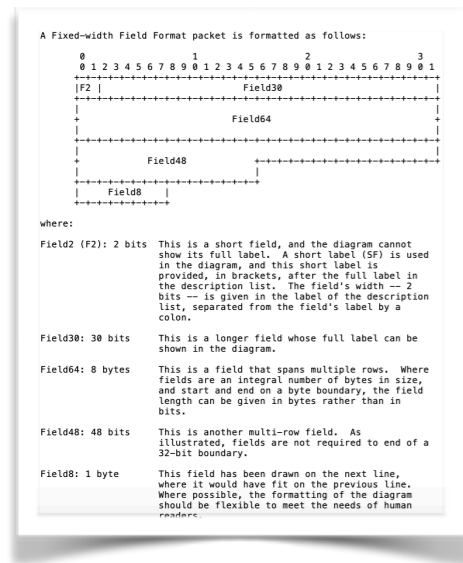 A Fixed-width Field Format packet is formatted as follows:
0                   1                   2                   3
0 1 2 3 4 5 6 7 8 9 0 1 2 3 4 5 6 7 8 9 0 1 2 3 4 5 6 7 8 9 0 1
+-+-+-+-+-+-+-+-+-+-+-+-+-+-+-+-+-+-+-+-+-+-+-+-+-+-+-+-+-+-+-+-+
|F2 |                         Field30                           |
+-+-+-+-+-+-+-+-+-+-+-+-+-+-+-+-+-+-+-+-+-+-+-+-+-+-+-+-+-+-+-+-+
|                                                               |
+                            Field64                            +
|                                                               |
+-+-+-+-+-+-+-+-+-+-+-+-+-+-+-+-+-+-+-+-+-+-+-+-+-+-+-+-+-+-+-+-+
|                                                               |
+            Field48            +-+-+-+-+-+-+-+-+-+-+-+-+-+-+-+-+
|                               |
+-+-+-+-+-+-+-+-+-+-+-+-+-+-+-+-+
|     Field8    |
+-+-+-+-+-+-+-+-+
where:
Field2 (F2): 2 bits  This is a short field, and the diagram cannot
show its full label.  A short label (SF) is used
in the diagram, and this short label is
provided, in brackets, after the full label in
the description list.  The field's width -- 2
bits -- is given in the label of the description
list, separated from the field's label by a
colon.
Field30: 30 bits     This is a longer field whose full label can be
shown in the diagram.
Field64: 8 bytes     This is a field that spans multiple rows.  Where
fields are an integral number of bytes in size,
and start and end on a byte boundary, the field
length can be given in bytes rather than in
bits.
Field48: 48 bits     This is another multi-row field.  As
illustrated, fields are not required to end of a
32-bit boundary.
Field8: 1 byte       This field has been drawn on the next line,
where it would have fit on the previous line.
Where possible, the formatting of the diagram
should be flexible to meet the needs of human
readers.